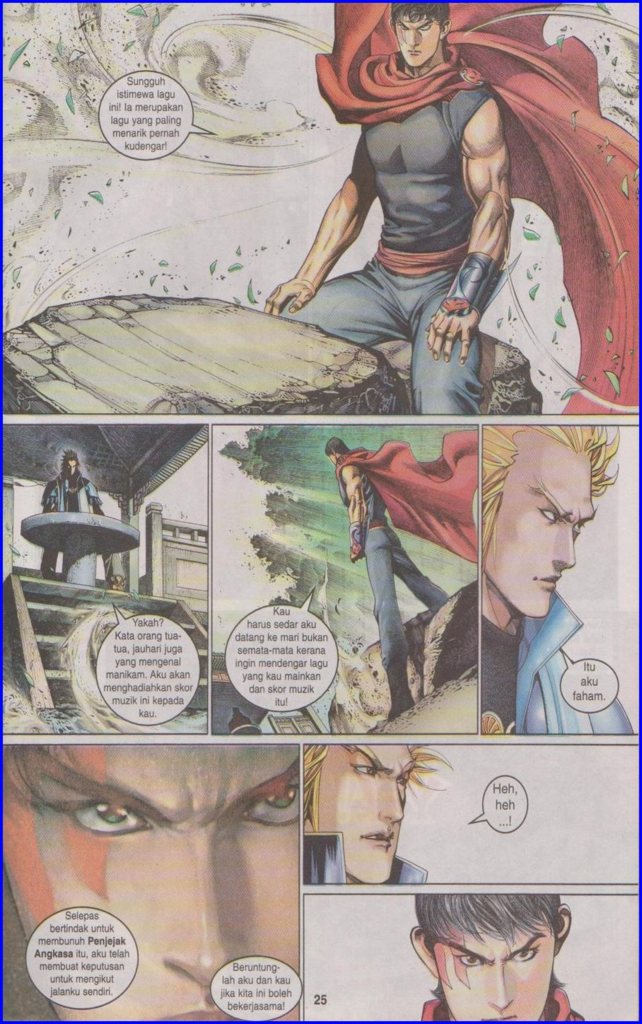 Sungguh
istimewa lagu
ini! Ia merupakan
lagu yang paling
menarik pernah
kudengar!
Yakah?
Kata orang tua-
tua, jauhari juga
yang mengenal
manikam. Aku akan
menghadiahkan skor
muzik ini kepada
kau.
Kau
harus sedar aku
datang ke mari bukan
semata-mata kerana
ingin mendengar lagu
yang kau mainkan
dan skor muzik
itu!
Itu
aku
faham.
Selepas
bertindak untuk
membunuh Penjejak
Angkasa itu, aku telah
membuat keputusan
untuk mengikut
jalanku sendiri.
Beruntung-
lah aku dan kau
jika kita ini boleh
bekerjasama!
Heh,
heh
...!
25